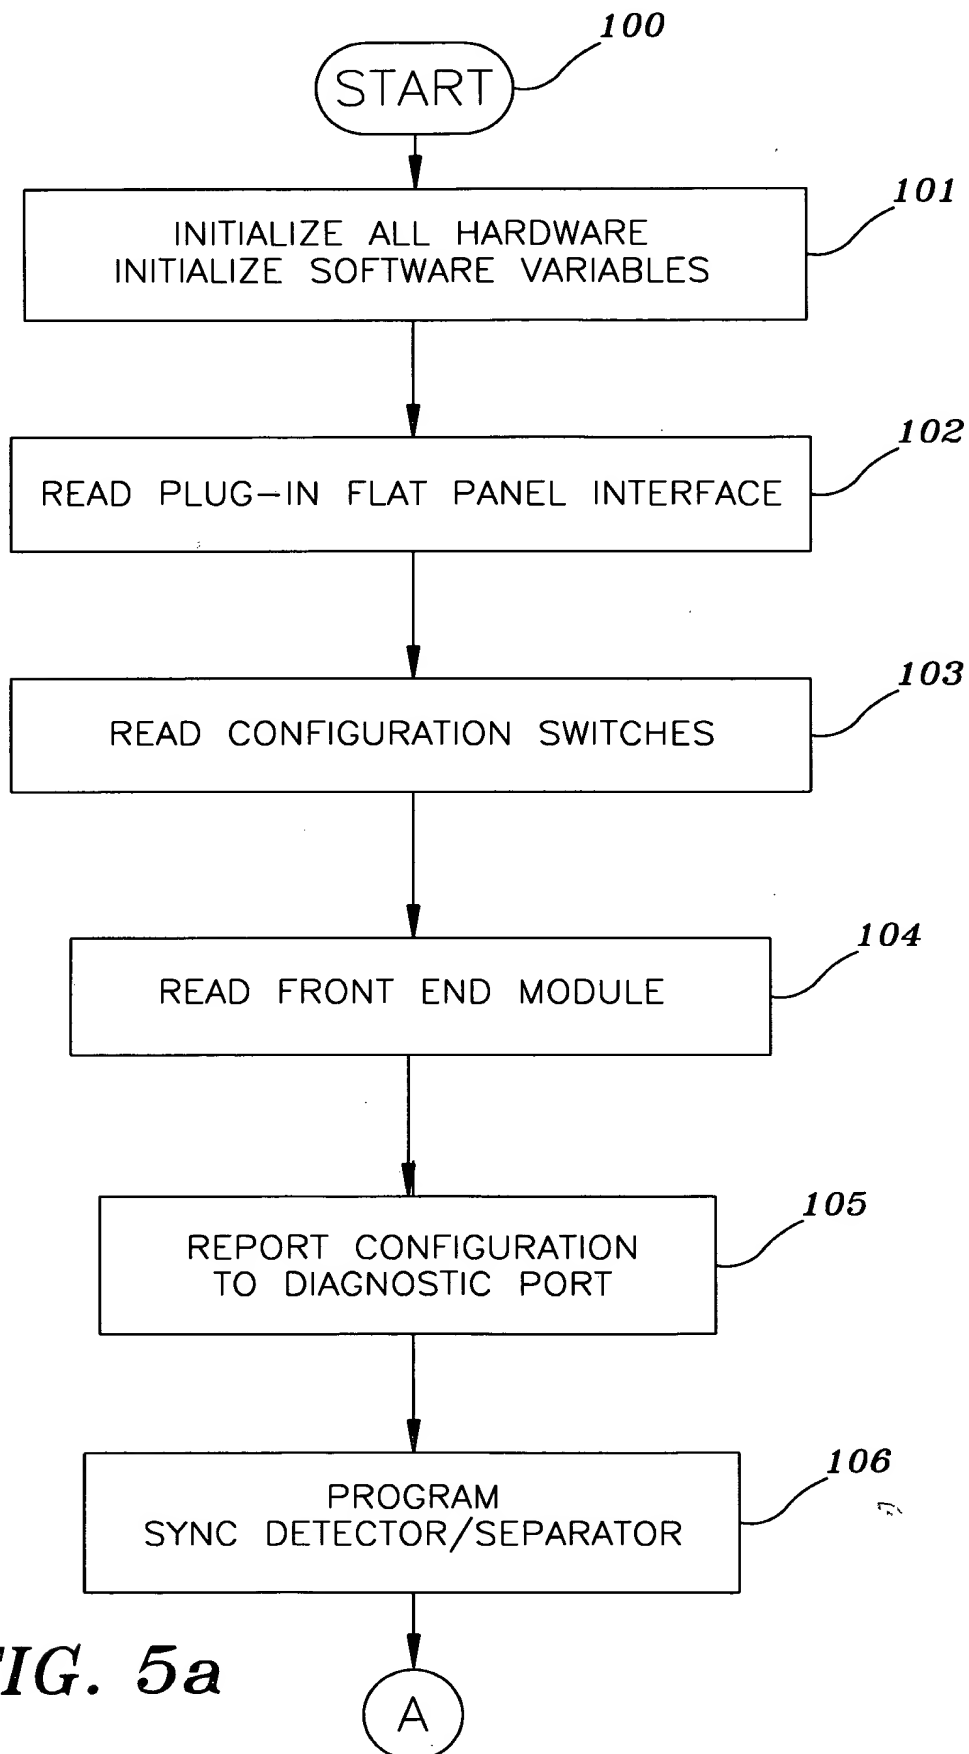 100
START
101
INITIALIZE ALL HARDWARE
INITIALIZE SOFTWARE VARIABLES
102
READ PLUG-IN FLAT PANEL INTERFACE
103
READ CONFIGURATION SWITCHES
104
READ FRONT END MODULE
105
REPORT CONFIGURATION
TO DIAGNOSTIC PORT
106
PROGRAM
SYNC DETECTOR/SEPARATOR
FIG. 5a
A